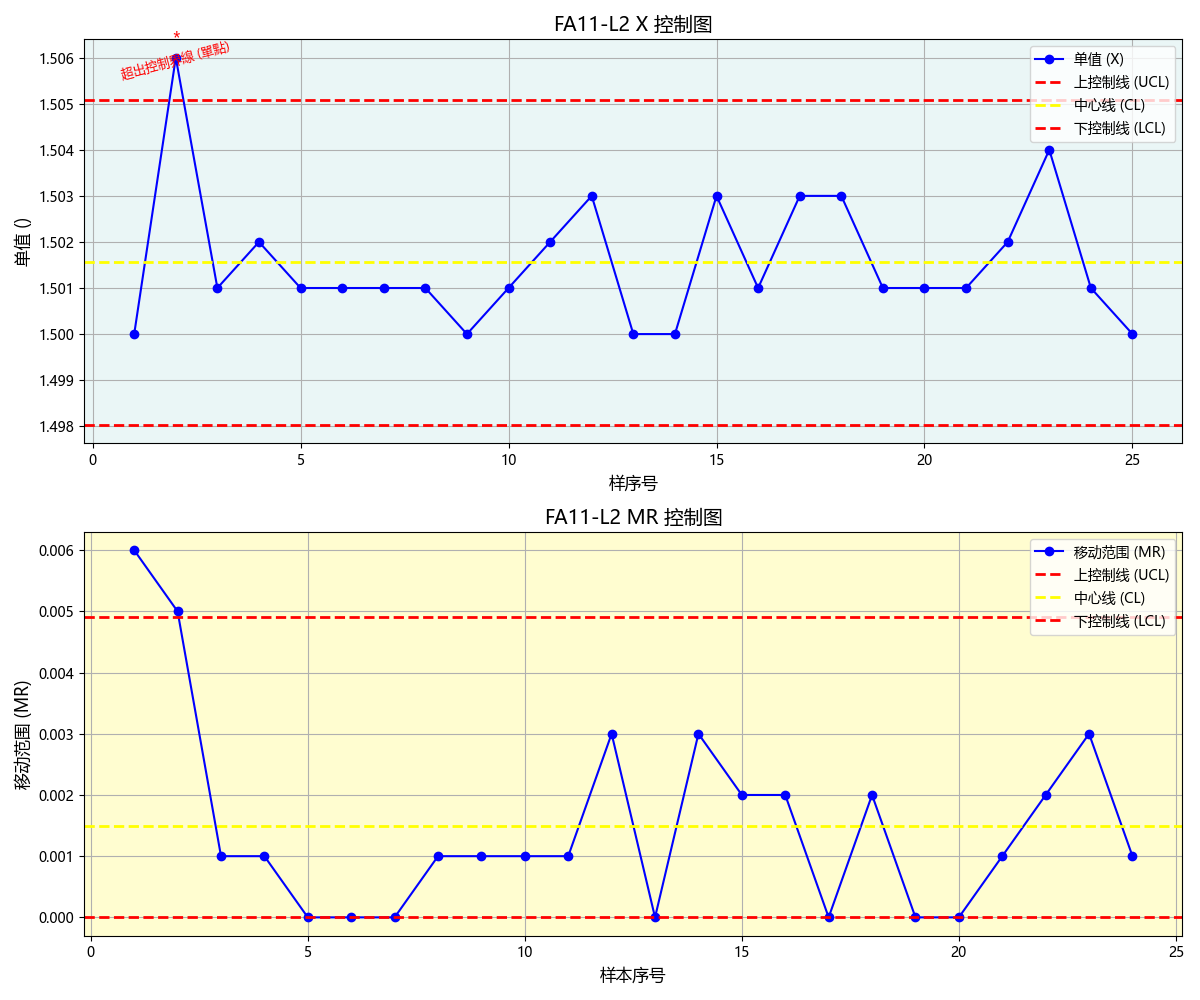 FA11-L2 X 控制图
*
超出控制界線 (單點)
单值 (X)
上控制线 (UCL)
中心线 (CL)
下控制线 (LCL)
单值 ()
1.506
1.505
1.504
1.503
1.502
1.501
1.500
1.499
1.498
0 5 10 15 20 25
样序号
FA11-L2 MR 控制图
移动范围 (MR)
上控制线 (UCL)
中心线 (CL)
下控制线 (LCL)
移动范围 (MR)
0.006
0.005
0.004
0.003
0.002
0.001
0.000
0 5 10 15 20 25
样本序号